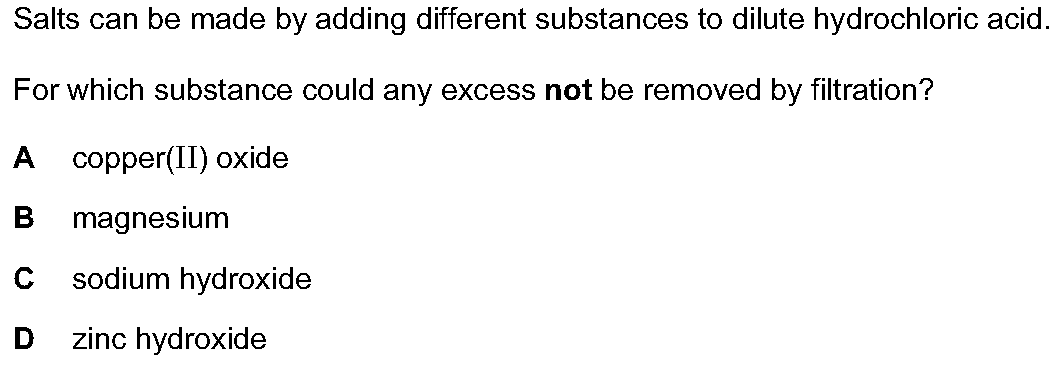 Salts can be made by adding different substances to dilute hydrochloric acid.
For which substance could any excess not be removed by filtration?
A copper(II) oxide
B magnesium
C sodium hydroxide
D zinc hydroxide